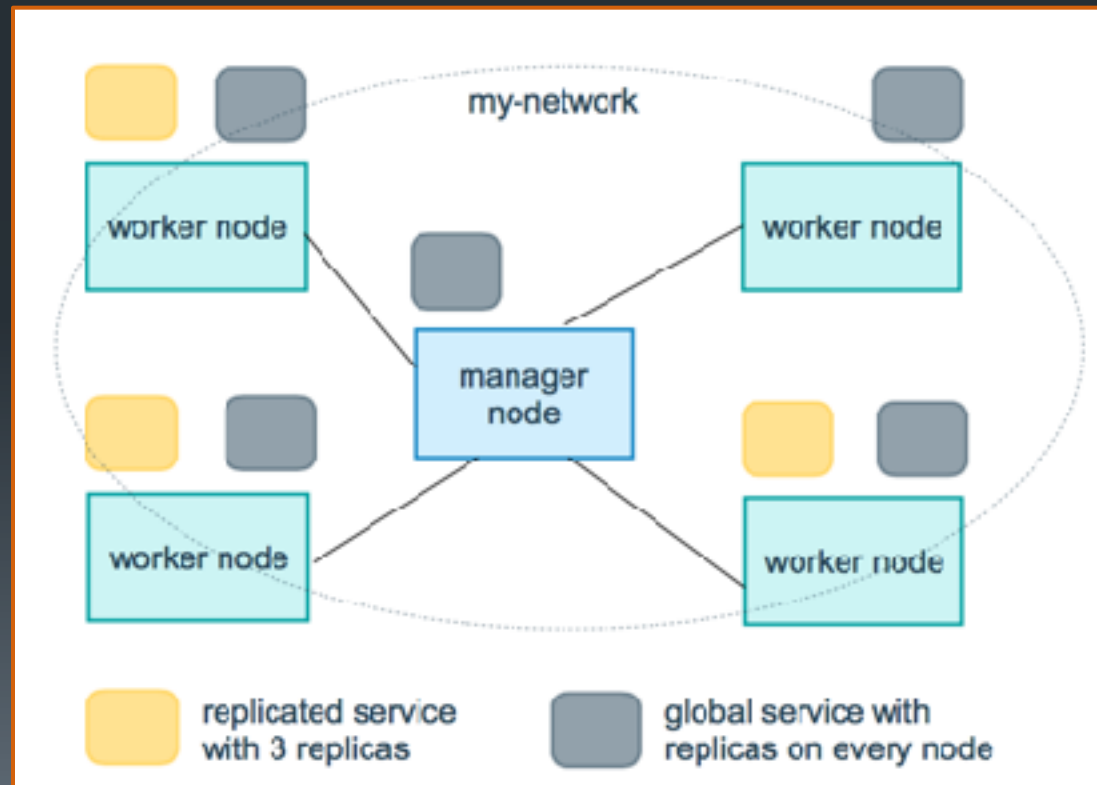 my-network
worker node
worker node
manager
node
worker node
worker node
replicated service
with 3 replicas
global service with
replicas on every node